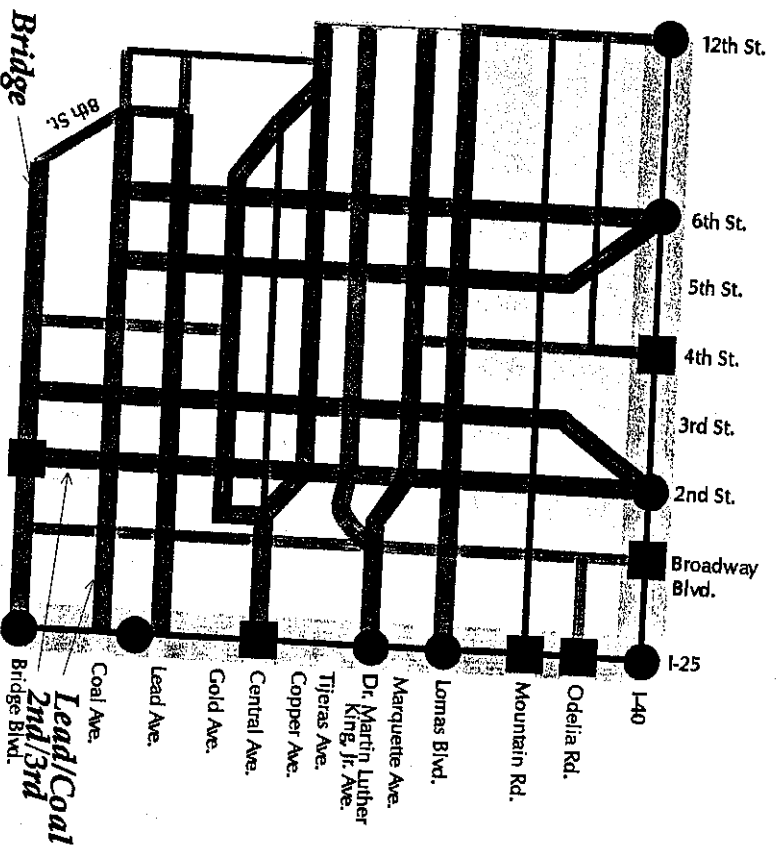 Bridge
8th St.
12th St.
6th St.
5th St.
4th St.
3rd St.
2nd St.
Broadway
Blvd.
I-25
I-40
Odelia Rd.
Mountain Rd.
Lomas Blvd.
Marquette Ave.
Dr. Martin Luther
King, Jr. Ave.
Tijeras Ave.
Copper Ave.
Central Ave.
Gold Ave.
Lead Ave.
Coal Ave.
Bridge Blvd.
Lead/Coal
2nd/3rd